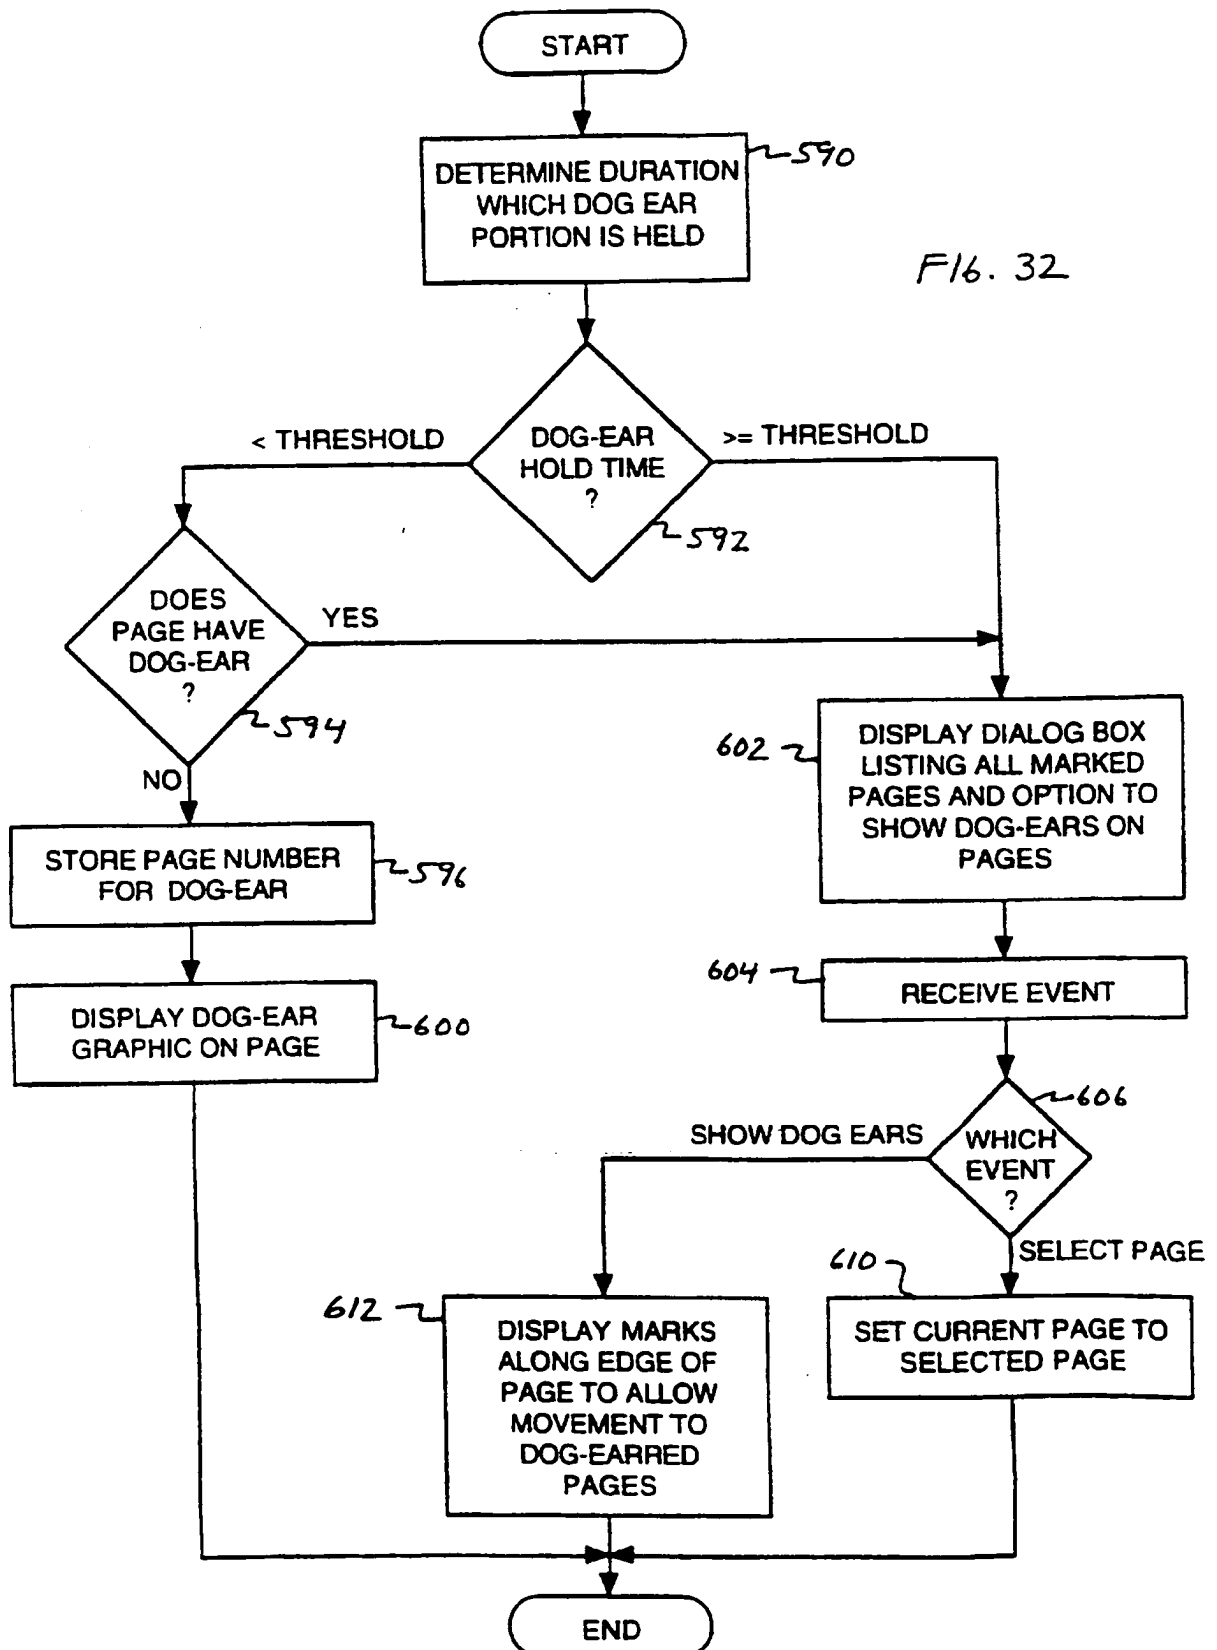 START
DETERMINE DURATION
WHICH DOG EAR
PORTION IS HELD
590
FIG. 32
< THRESHOLD
DOG-EAR
HOLD TIME
?
>= THRESHOLD
592
DOES
PAGE HAVE
DOG-EAR
?
YES
594
NO
STORE PAGE NUMBER
FOR DOG-EAR
596
602
DISPLAY DIALOG BOX
LISTING ALL MARKED
PAGES AND OPTION TO
SHOW DOG-EARS ON
PAGES
604
RECEIVE EVENT
DISPLAY DOG-EAR
GRAPHIC ON PAGE
600
606
SHOW DOG EARS
WHICH
EVENT
?
SELECT PAGE
610
612
DISPLAY MARKS
ALONG EDGE OF
PAGE TO ALLOW
MOVEMENT TO
DOG-EARRED
PAGES
SET CURRENT PAGE TO
SELECTED PAGE
END